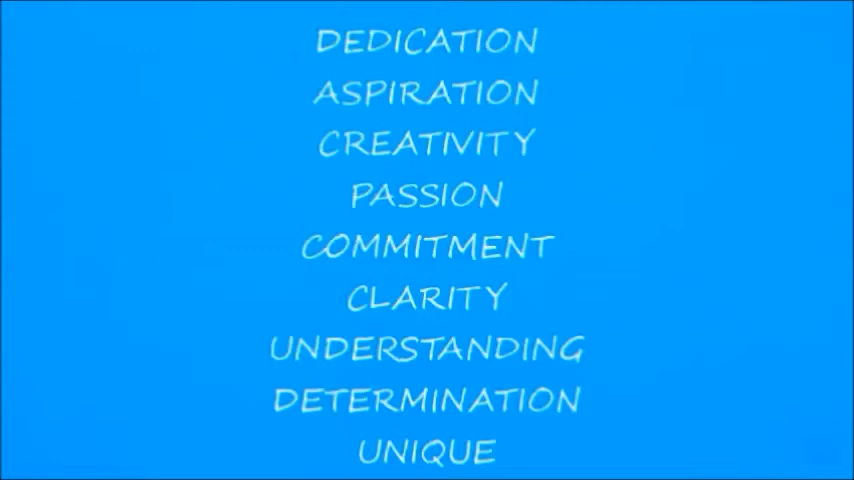 DEDICATION
ASPIRATION
CREATIVITY
PASSION
COMMITMENT
CLARITY
UNDERSTANDING
DETERMINATION
UNIQUE